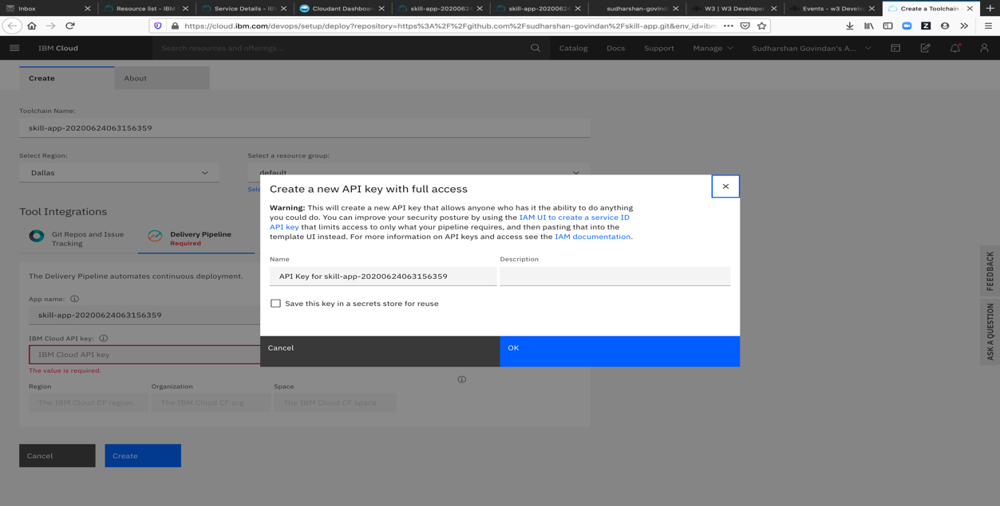 Inbox
Resource list - IBM
Service Details - IB
Cloudant Dashboar
skill-app-20200624
skill-app-20200624
sudharshan-govind
W3 | W3 Developer
Events - w3 Develo
Create a Toolchain
https://cloud.ibm.com/devops/setup/deploy?repository=https%3A%2F%2Fgithub.com%2Fsudharshan-govindan%2Fskill-app.git&env_id=ibm
Z
IBM Cloud
Search resources and offerings...
Catalog
Docs
Support
Manage
Sudharshan Govindan's A...
Create
About
Toolchain Name:
skill-app-20200624063156359
Select Region:
Select a resource group:
Dallas
default
Sele
Tool Integrations
Git Repos and Issue
Tracking
Delivery Pipeline
Required
The Delivery Pipeline automates continuous deployment.
App name:
skill-app-20200624063156359
IBM Cloud API key:
IBM Cloud API key
The value is required.
Region
Organization
Space
The IBM Cloud CF region
The IBM Cloud CF org
The IBM Cloud CF space
Cancel
Create
Create a new API key with full access
Warning: This will create a new API key that allows anyone who has it the ability to do anything
you could do. You can improve your security posture by using the IAM UI to create a service ID
API key that limits access to only what your pipeline requires, and then pasting that into the
template UI instead. For more information on API keys and access see the IAM documentation.
Name
Description
API Key for skill-app-20200624063156359
Save this key in a secrets store for reuse
Cancel
OK
FEEDBACK
ASK A QUESTION